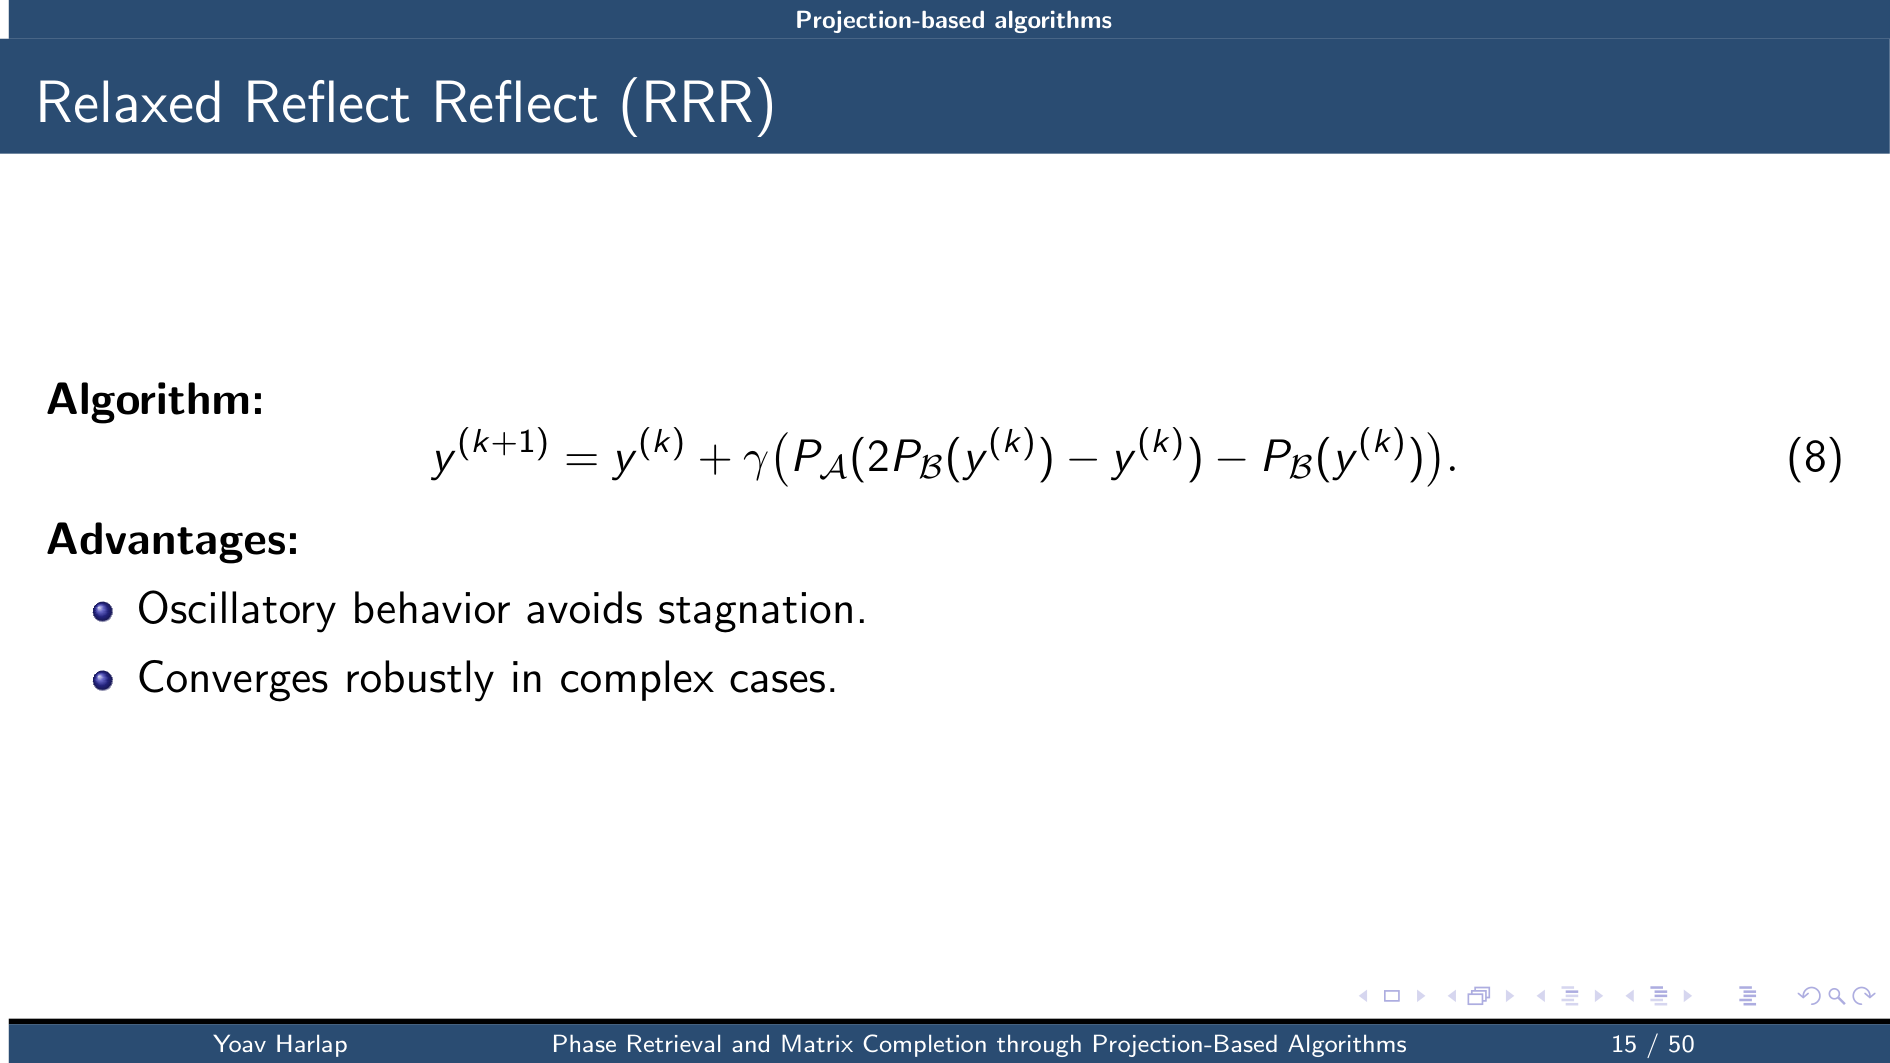 Projection-based algorithms
Relaxed Reflect Reflect (RRR)
Algorithm:
y^{(k+1)} = y^{(k)} + γ(P_𝒜(2P_ℬ(y^{(k)}) − y^{(k)}) − P_ℬ(y^{(k)})). (8)
Advantages:
Oscillatory behavior avoids stagnation.
Converges robustly in complex cases.
Yoav Harlap Phase Retrieval and Matrix Completion through Projection-Based Algorithms 15 / 50